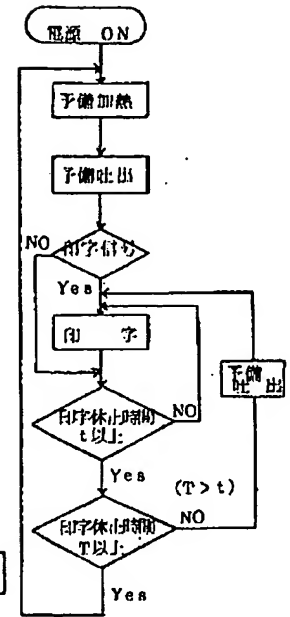 電源 ON
予備加熱
予備吐出
印字信号
NO
Yes
印 字
予備
吐 出
印字休止時間
t以上
NO
Yes
(T > t)
印字休止時間
T以上
NO
Yes